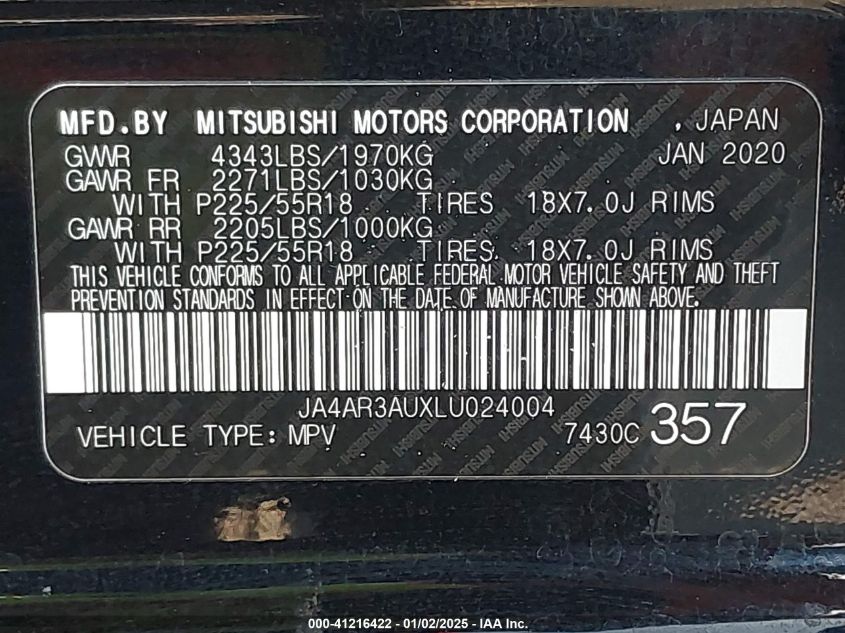 MFD.BY MITSUBISHI MOTORS CORPORATION , JAPAN
GVWR 4343LBS/1970KG JAN 2020
GAWR FR 2271LBS/1030KG
WITH P225/55R18 TIRES 18X7.0J RIMS
GAWR RR 2205LBS/1000KG
WITH P225/55R18 TIRES. 18X7.0J RIMS
THIS VEHICLE CONFORMS TO ALL APPLICABLE FEDERAL MOTOR VEHICLE SAFETY AND THEFT
PREVENTION STANDARDS IN EFFECT ON THE DATE OF MANUFACTURE SHOWN ABOVE.
JA4AR3AUXLU024004
VEHICLE TYPE: MPV 7430C 357
000-41216422 - 01/02/2025 - IAA Inc.